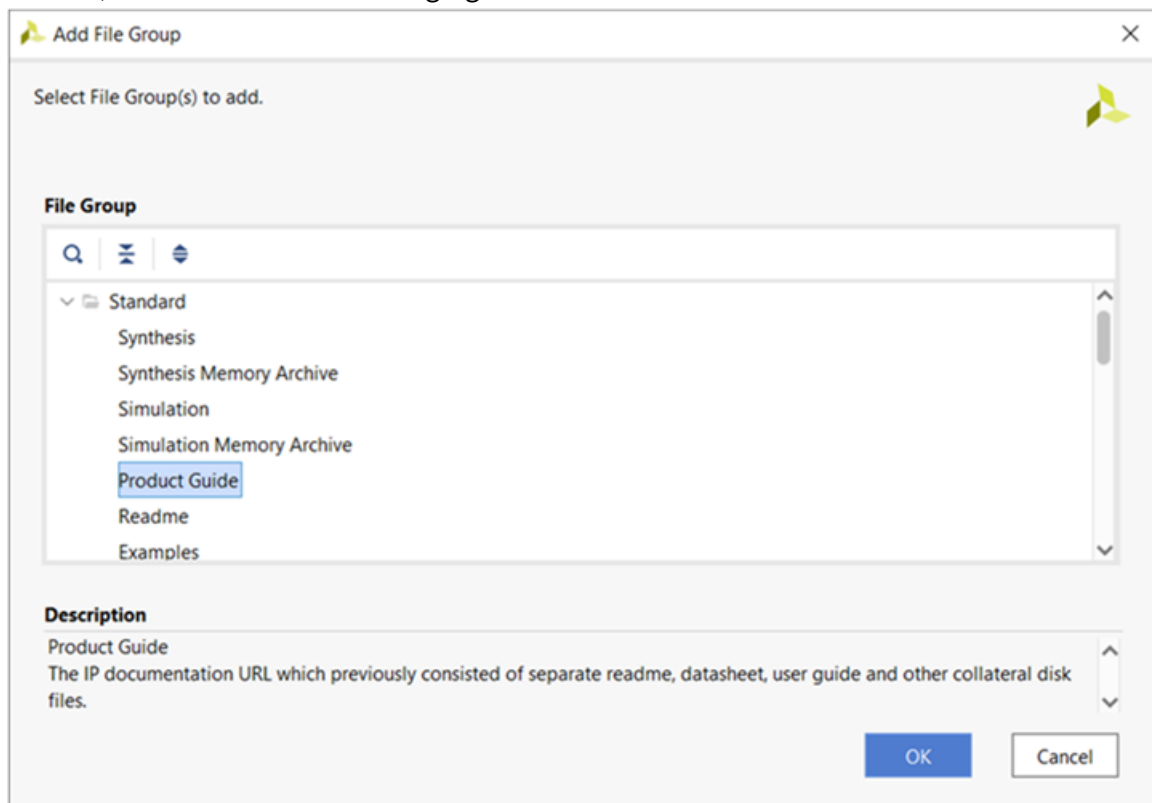 Add File Group
Select File Group(s) to add.
File Group
Standard
Synthesis
Synthesis Memory Archive
Simulation
Simulation Memory Archive
Product Guide
Readme
Examples
Description
Product Guide
The IP documentation URL which previously consisted of separate readme, datasheet, user guide and other collateral disk
files.
OK Cancel